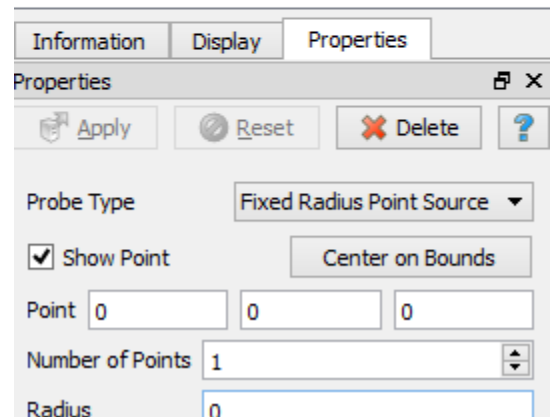 Information Display Properties
Properties
Apply Reset Delete ?
Probe Type Fixed Radius Point Source
Show Point Center on Bounds
Point 0 0 0
Number of Points 1
Radius 0